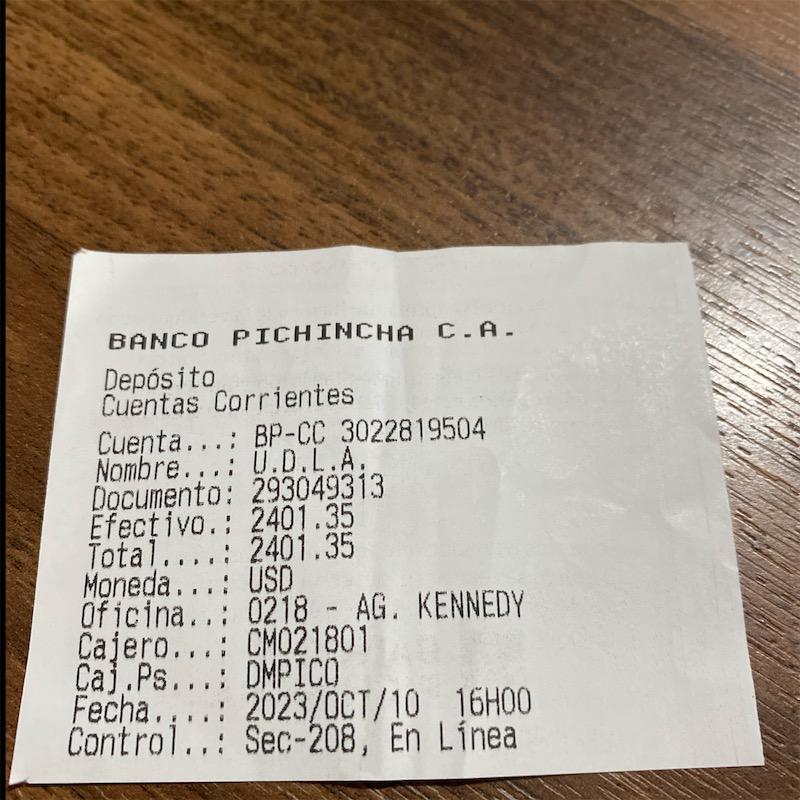 BANCO PICHINCHA C.A.
Depósito
Cuentas Corrientes
Cuenta...: BP-CC 3022819504
Nombre...: U.D.L.A.
Documento: 293049313
Efectivo.: 2401.35
Total....: 2401.35
Moneda...: USD
Oficina..: 0218 - AG. KENNEDY
Cajero...: CM021801
Caj.Ps...: DMPICO
Fecha....: 2023/OCT/10 16H00
Control..: Sec-208, En Línea